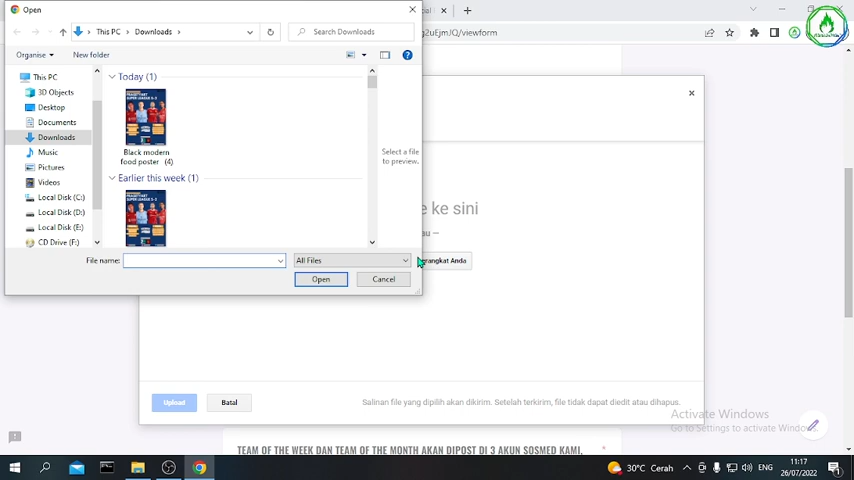 Open
This PC > Downloads >
Search Downloads
g2uEjmJQ/viewform
Organise
New folder
This PC
3D Objects
Desktop
Documents
Downloads
Music
Pictures
Videos
Local Disk (C:)
Local Disk (D:)
Local Disk (E:)
CD Drive (F:)
Today (1)
Black modern
food poster (4)
Earlier this week (1)
Select a file
to preview.
File name:
All Files
Open
Cancel
e ke sini
au —
erangkat Anda
Upload
Batal
Salinan file yang dipilih akan dikirim. Setelah terkirim, file tidak dapat diedit atau dihapus.
Activate Windows
Go to Settings to activate Windows.
TEAM OF THE WEEK DAN TEAM OF THE MONTH AKAN DIPOST DI 3 AKUN SOSMED KAMI,
30°C Cerah
ENG
11:17
26/07/2022